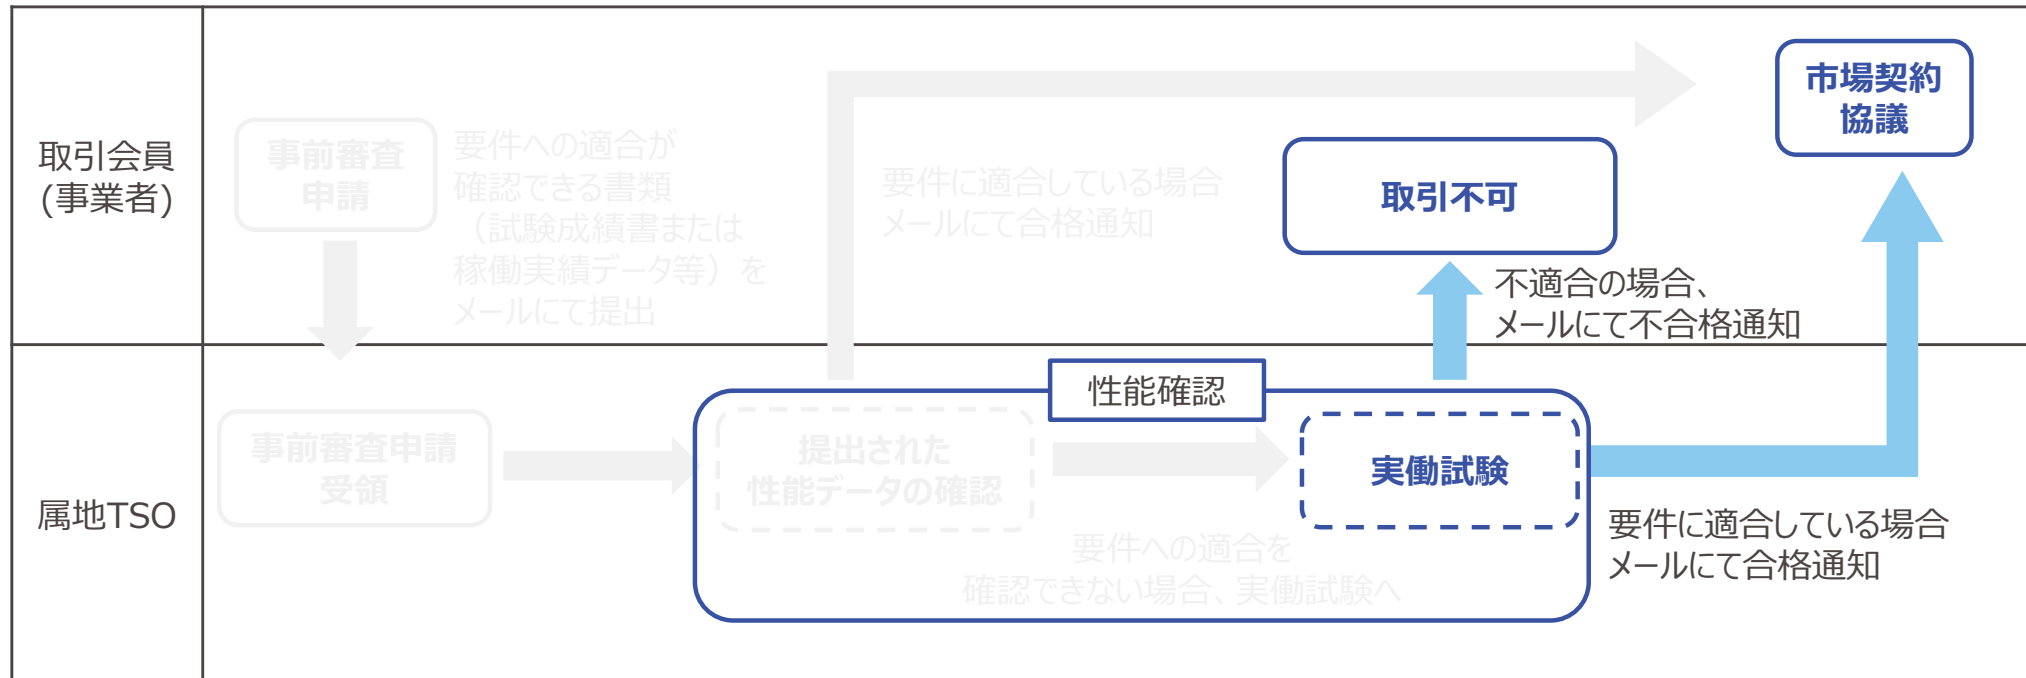 取引会員
(事業者)
事前審査
申請
要件への適合が
確認できる書類
（試験成績書または
稼働実績データ等）を
メールにて提出
要件に適合している場合
メールにて合格通知
取引不可
市場契約
協議
不適合の場合、
メールにて不合格通知
属地TSO
事前審査申請
受領
性能確認
提出された
性能データの確認
実働試験
要件への適合を
確認できない場合、実働試験へ
要件に適合している場合
メールにて合格通知